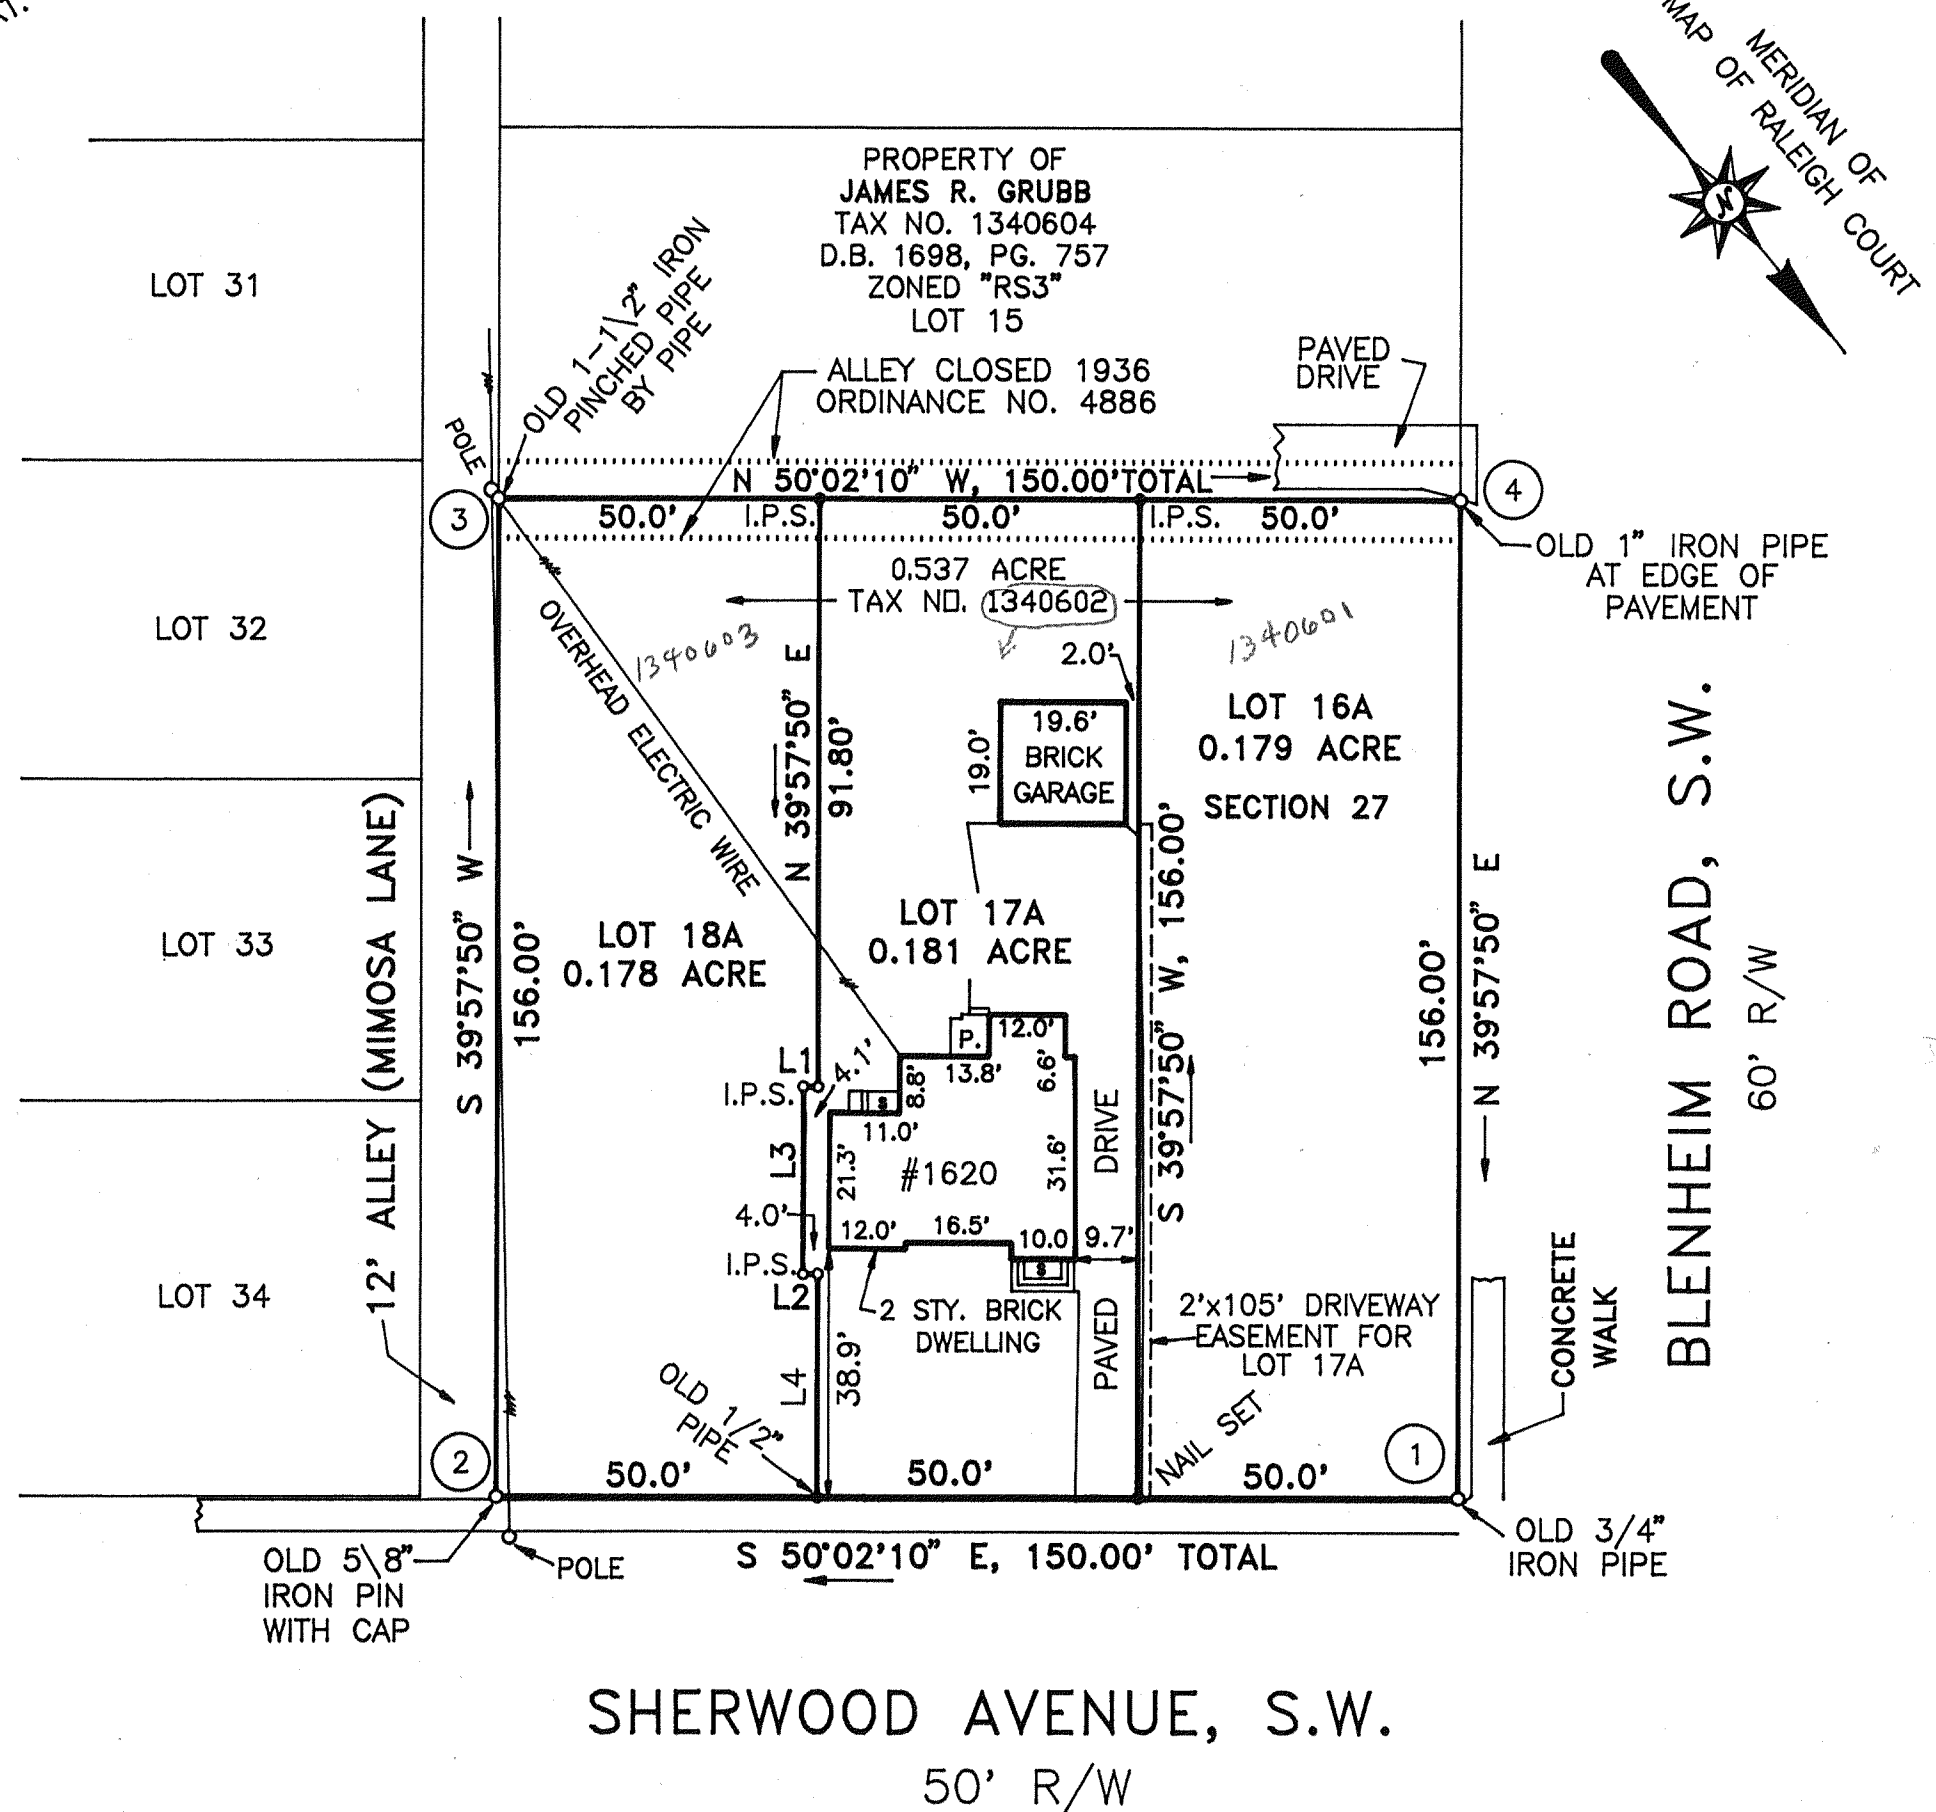 MERIDIAN OF
MAP OF RALEIGH COURT
N
PROPERTY OF
JAMES R. GRUBB
TAX NO. 1340604
D.B. 1698, PG. 757
ZONED "RS3"
LOT 15
LOT 31
OLD 1-1\2" IRON
PINCHED PIPE
BY PIPE
ALLEY CLOSED 1936
ORDINANCE NO. 4886
PAVED
DRIVE
POLE
N 50°02'10" W, 150.00'TOTAL
3
4
50.0'
I.P.S.
50.0'
I.P.S.
50.0'
OLD 1" IRON PIPE
AT EDGE OF
PAVEMENT
0.537 ACRE
TAX NO. 1340602
1340603
1340601
LOT 32
OVERHEAD ELECTRIC WIRE
N 39°57'50" E
91.80'
2.0'
19.6'
19.0'
BRICK
GARAGE
LOT 16A
0.179 ACRE
SECTION 27
S 39°57'50" W, 156.00'
12' ALLEY (MIMOSA LANE)
S 39°57'50" W
156.00'
LOT 33
LOT 18A
0.178 ACRE
LOT 17A
0.181 ACRE
156.00'
N 39°57'50" E
BLENHEIM ROAD, S.W.
60' R/W
L1
4.1'
I.P.S.
P.
12.0'
13.8'
8.8'
6.6'
S
11.0'
L3
21.3'
#1620
31.6'
DRIVE
4.0'
12.0'
16.5'
10.0
9.7'
I.P.S.
S
L2
LOT 34
2 STY. BRICK
DWELLING
PAVED
2'x105' DRIVEWAY
EASEMENT FOR
LOT 17A
CONCRETE
WALK
L4
38.9'
OLD 1/2"
PIPE
NAIL SET
2
1
50.0'
50.0'
50.0'
OLD 5\8"
IRON PIN
WITH CAP
POLE
S 50°02'10" E, 150.00' TOTAL
OLD 3/4"
IRON PIPE
SHERWOOD AVENUE, S.W.
50' R/W